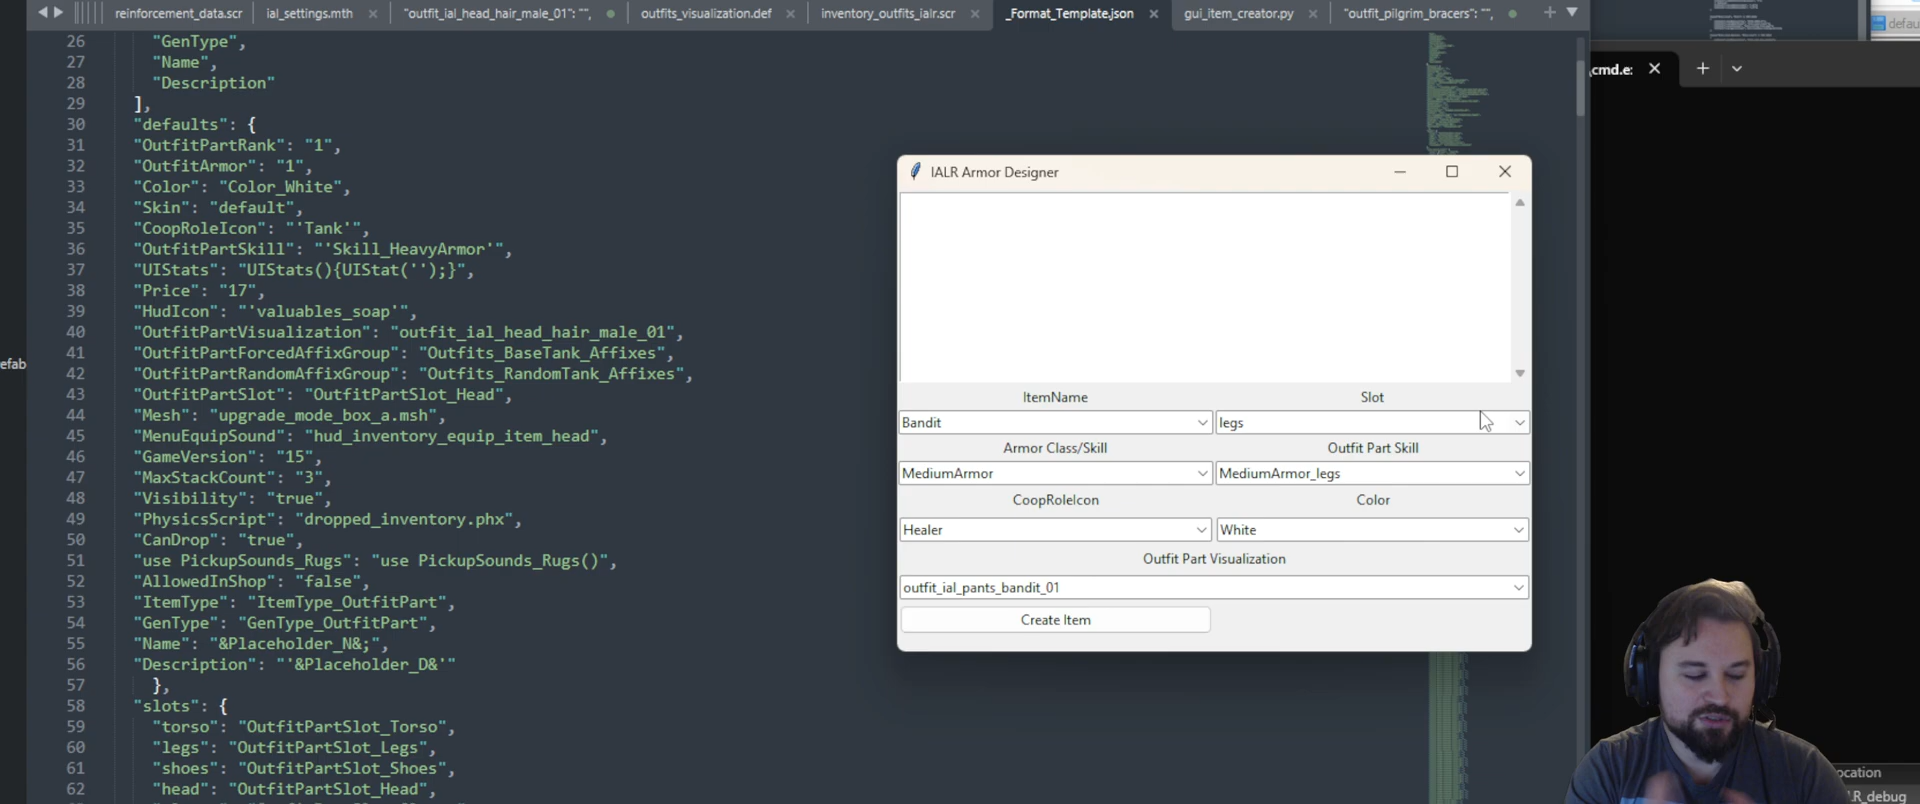 reinforcement_data.scr
ial_settings.mth
"outfit_ial_head_hair_male_01": "",
outfits_visualization.def
inventory_outfits_ialr.scr
_Format_Template.json
gui_item_creator.py
"outfit_pilgrim_bracers": "",
defau
cmd.e:
efab
26 "GenType",
27 "Name",
28 "Description"
29 ],
30 "defaults": {
31 "OutfitPartRank": "1",
32 "OutfitArmor": "1",
33 "Color": "Color_White",
34 "Skin": "default",
35 "CoopRoleIcon": "'Tank'",
36 "OutfitPartSkill": "'Skill_HeavyArmor'",
37 "UIStats": "UIStats(){UIStat('');}",
38 "Price": "17",
39 "HudIcon": "'valuables_soap'",
40 "OutfitPartVisualization": "outfit_ial_head_hair_male_01",
41 "OutfitPartForcedAffixGroup": "Outfits_BaseTank_Affixes",
42 "OutfitPartRandomAffixGroup": "Outfits_RandomTank_Affixes",
43 "OutfitPartSlot": "OutfitPartSlot_Head",
44 "Mesh": "upgrade_mode_box_a.msh",
45 "MenuEquipSound": "hud_inventory_equip_item_head",
46 "GameVersion": "15",
47 "MaxStackCount": "3",
48 "Visibility": "true",
49 "PhysicsScript": "dropped_inventory.phx",
50 "CanDrop": "true",
51 "use PickupSounds_Rugs": "use PickupSounds_Rugs()",
52 "AllowedInShop": "false",
53 "ItemType": "ItemType_OutfitPart",
54 "GenType": "GenType_OutfitPart",
55 "Name": "&Placeholder_N&;",
56 "Description": "'&Placeholder_D&'"
57 },
58 "slots": {
59 "torso": "OutfitPartSlot_Torso",
60 "legs": "OutfitPartSlot_Legs",
61 "shoes": "OutfitPartSlot_Shoes",
62 "head": "OutfitPartSlot_Head",
IALR Armor Designer
ItemName
Slot
Bandit
legs
Armor Class/Skill
Outfit Part Skill
MediumArmor
MediumArmor_legs
CoopRoleIcon
Color
Healer
White
Outfit Part Visualization
outfit_ial_pants_bandit_01
Create Item
ocation
LR_debug